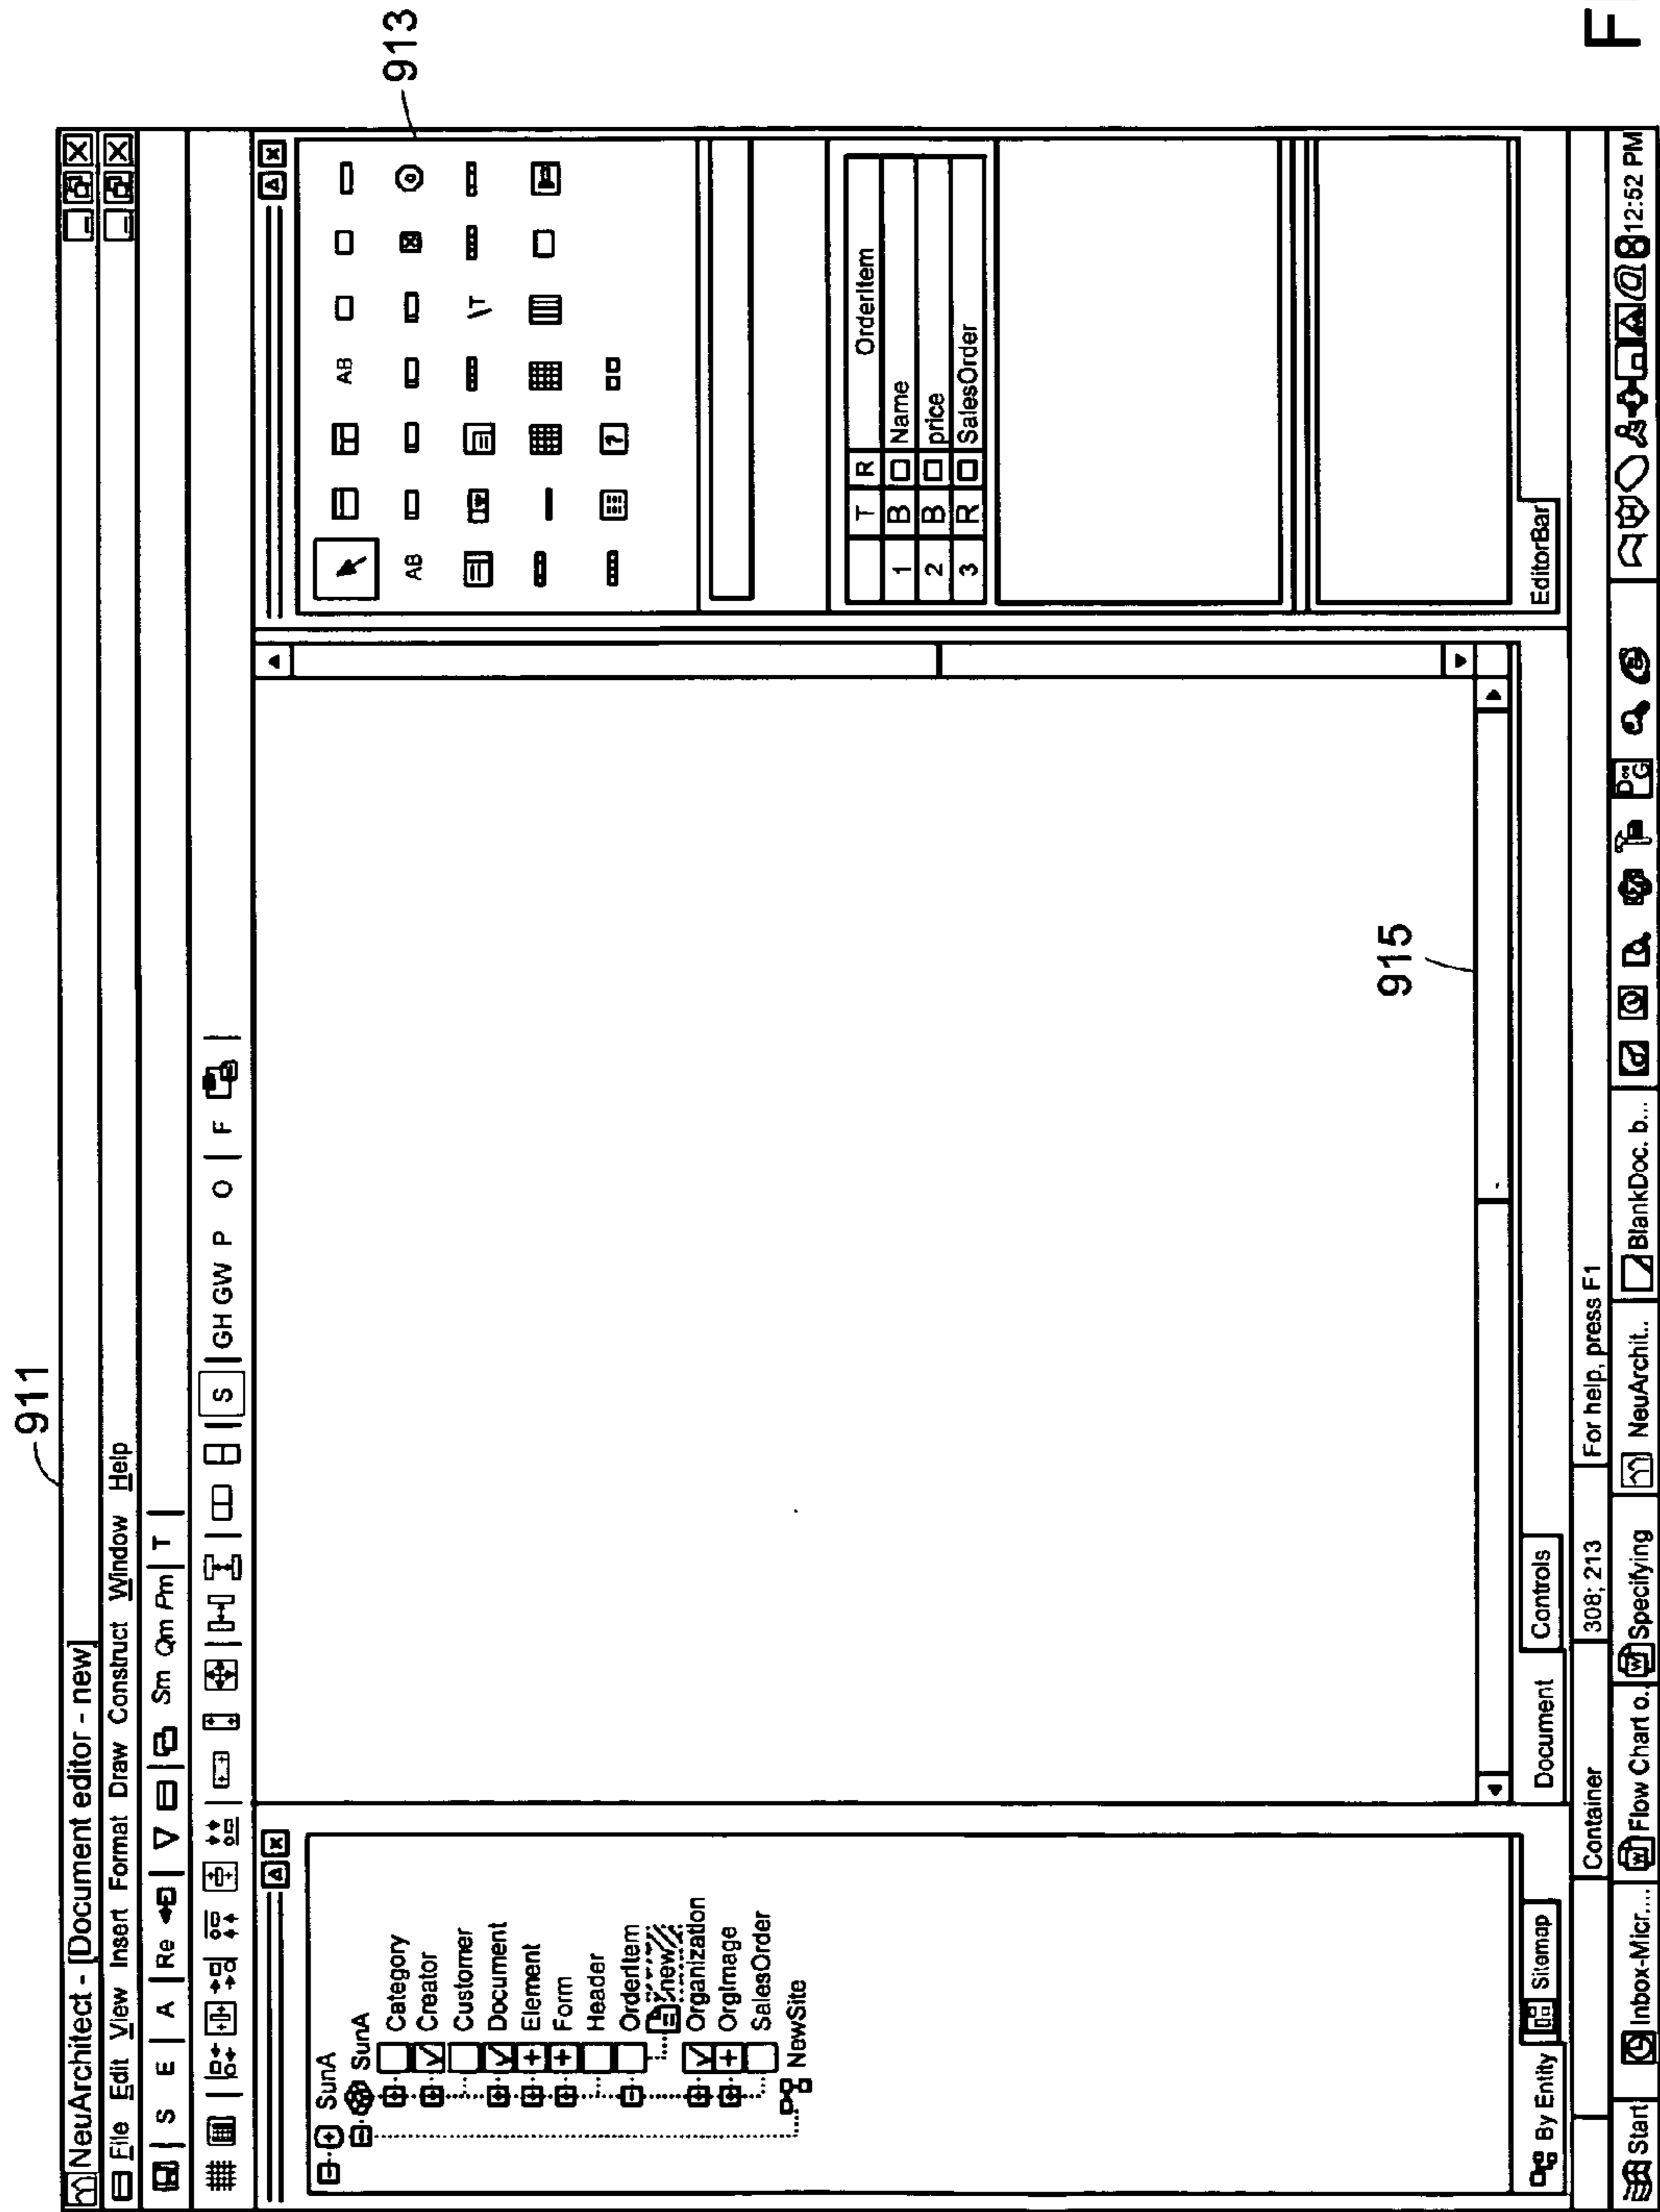 911
NeuArchitect - [Document editor - new]
File Edit View Insert Format Draw Construct Window Help
S E A Re Sm Qm Pm T
S GH GW P O F
SunA
SunA
Category
Creator
Customer
Document
Element
Form
Header
OrderItem
new
Organization
OrgImage
SalesOrder
NewSite
By Entity Sitemap
915
Document Controls
913
AB
AB
\T
?
T R OrderItem
1 B Name
2 B price
3 R SalesOrder
EditorBar
Container 308; 213 For help, press F1
Start Inbox-Micr... Flow Chart o.. Specifying NeuArchit.. BlankDoc. b... 12:52 PM
F